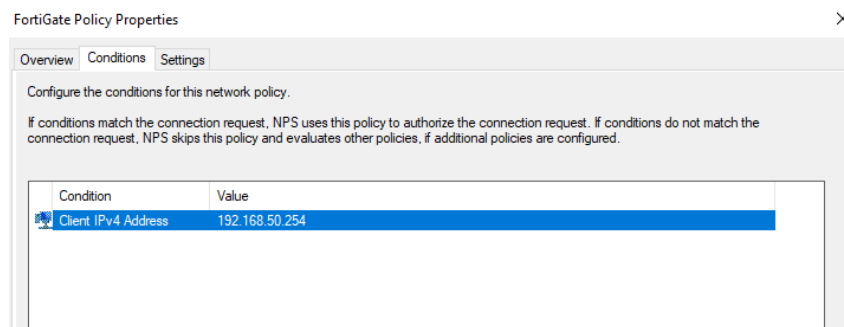 FortiGate Policy Properties
Overview Conditions Settings
Configure the conditions for this network policy.
If conditions match the connection request, NPS uses this policy to authorize the connection request. If conditions do not match the
connection request, NPS skips this policy and evaluates other policies, if additional policies are configured.
Condition Value
Client IPv4 Address 192.168.50.254